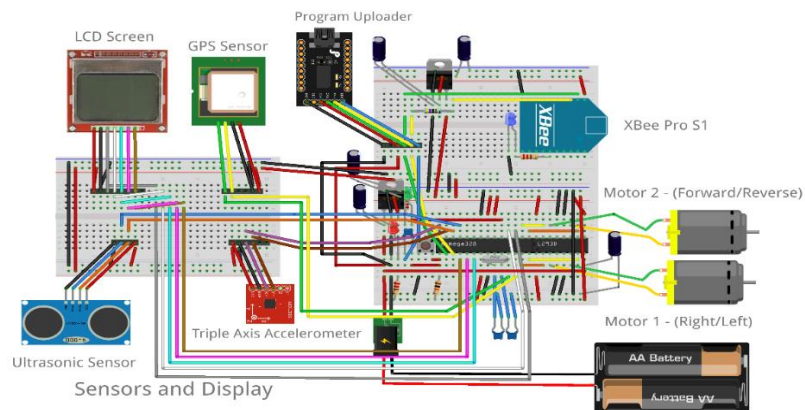 Program Uploader
LCD Screen
GPS Sensor
XBee
XBee Pro S1
Motor 2 - (Forward/Reverse)
Motor 1 - (Right/Left)
Triple Axis Accelerometer
Ultrasonic Sensor
Sensors and Display
AA Battery
AA Battery